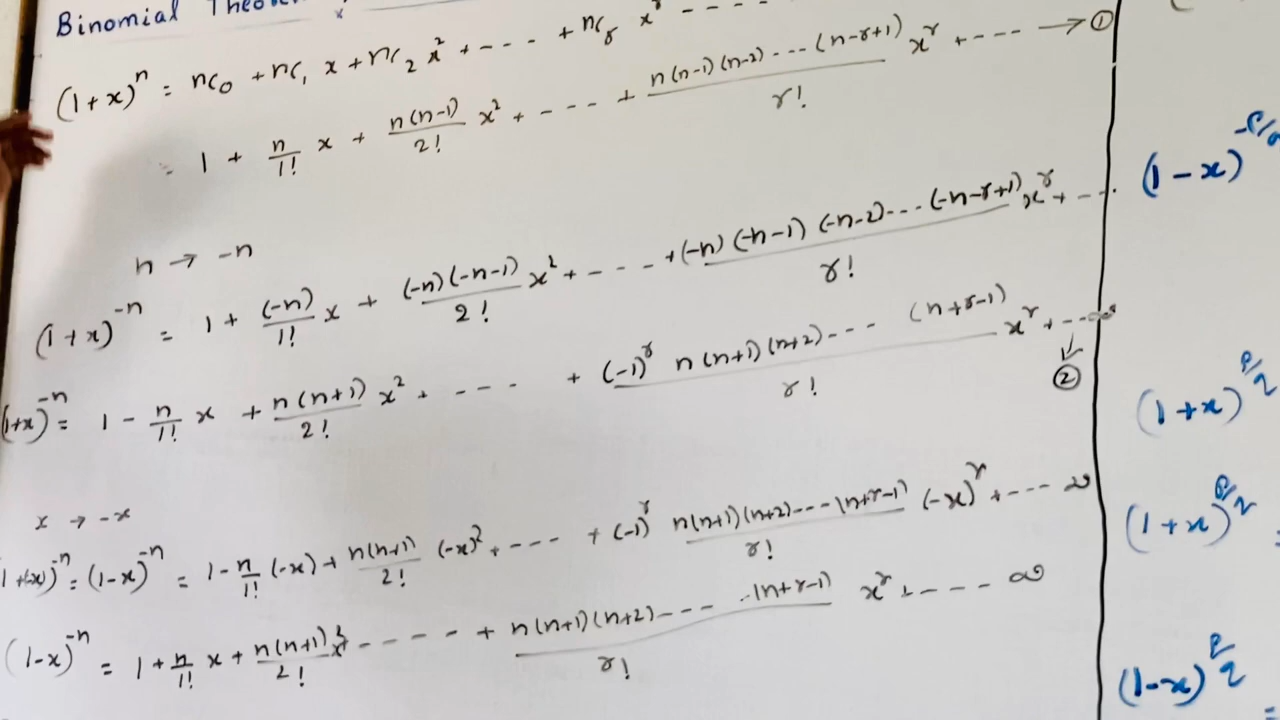 Binomial Theo
(1+x)^n = nC0 + nC1 x + nC2 x^2 + - - - + nCr x^r - - - -
= 1 + n/1! x + n(n-1)/2! x^2 + - - - - + n(n-1)(n-2)---(n-r+1)/r! x^r + - - - - → ①
n → -n
(1+x)^-n = 1 + (-n)/1! x + (-n)(-n-1)/2! x^2 + - - - - + (-n)(-n-1)(-n-2)---(-n-r+1)/r! x^r + - - -
(1+x)^-n = 1 - n/1! x + n(n+1)/2! x^2 + - - - - + (-1)^r n(n+1)(n+2)--- (n+r-1)/r! x^r + - - - ∞
↓
②
x → -x
1+(-x))^-n = (1-x)^-n = 1 - n/1! (-x) + n(n+1)/2! (-x)^2 + - - - - + (-1)^r n(n+1)(n+2)---(n+r-1)/r! (-x)^r + - - - ∞
(1-x)^-n = 1 + n/1! x + n(n+1)/2! x^2 + - - - - - + n(n+1)(n+2)--- -(n+r-1)/r! x^r + - - - - ∞
(1-x)^-P/
(1+x)^P/2
(1+x)^P/2 =
(1-x)^P/2 =